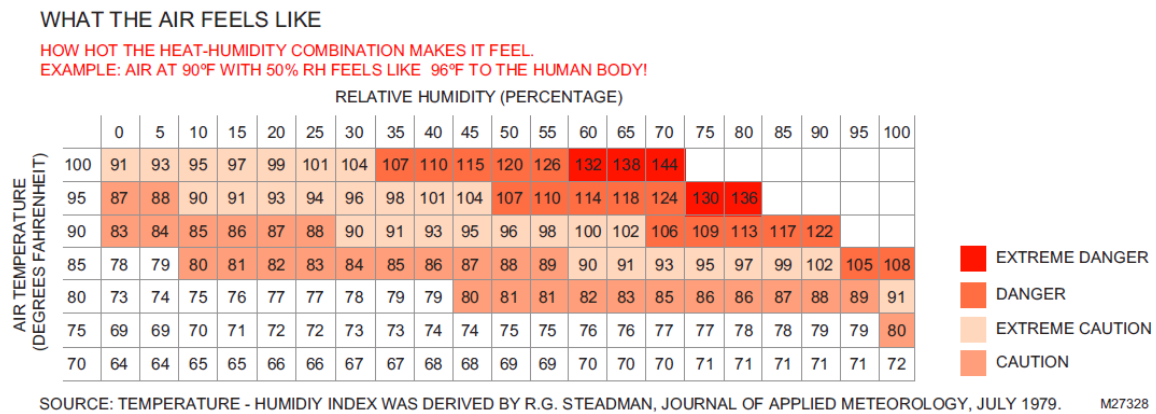 WHAT THE AIR FEELS LIKE
HOW HOT THE HEAT-HUMIDITY COMBINATION MAKES IT FEEL.
EXAMPLE: AIR AT 90ºF WITH 50% RH FEELS LIKE 96ºF TO THE HUMAN BODY!
RELATIVE HUMIDITY (PERCENTAGE)
0 5 10 15 20 25 30 35 40 45 50 55 60 65 70 75 80 85 90 95 100
AIR TEMPERATURE
(DEGREES FAHRENHEIT)
100 91 93 95 97 99 101 104 107 110 115 120 126 132 138 144
95 87 88 90 91 93 94 96 98 101 104 107 110 114 118 124 130 136
90 83 84 85 86 87 88 90 91 93 95 96 98 100 102 106 109 113 117 122
85 78 79 80 81 82 83 84 85 86 87 88 89 90 91 93 95 97 99 102 105 108
80 73 74 75 76 77 77 78 79 79 80 81 81 82 83 85 86 86 87 88 89 91
75 69 69 70 71 72 72 73 73 74 74 75 75 76 76 77 77 78 78 79 79 80
70 64 64 65 65 66 66 67 67 68 68 69 69 70 70 70 71 71 71 71 71 72
EXTREME DANGER
DANGER
EXTREME CAUTION
CAUTION
SOURCE: TEMPERATURE - HUMIDIY INDEX WAS DERIVED BY R.G. STEADMAN, JOURNAL OF APPLIED METEOROLOGY, JULY 1979. M27328